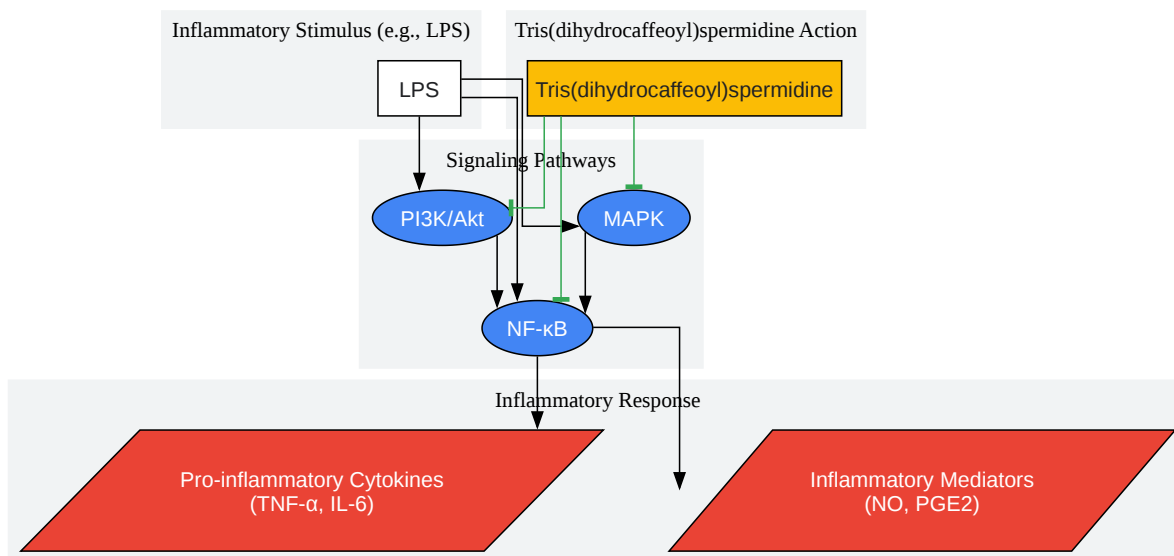 Inflammatory Stimulus (e.g., LPS)
Tris(dihydrocaffeoyl)spermidine Action
LPS
Tris(dihydrocaffeoyl)spermidine
Signaling Pathways
PI3K/Akt
MAPK
NF-κB
Inflammatory Response
Pro-inflammatory Cytokines
(TNF-α, IL-6)
Inflammatory Mediators
(NO, PGE2)